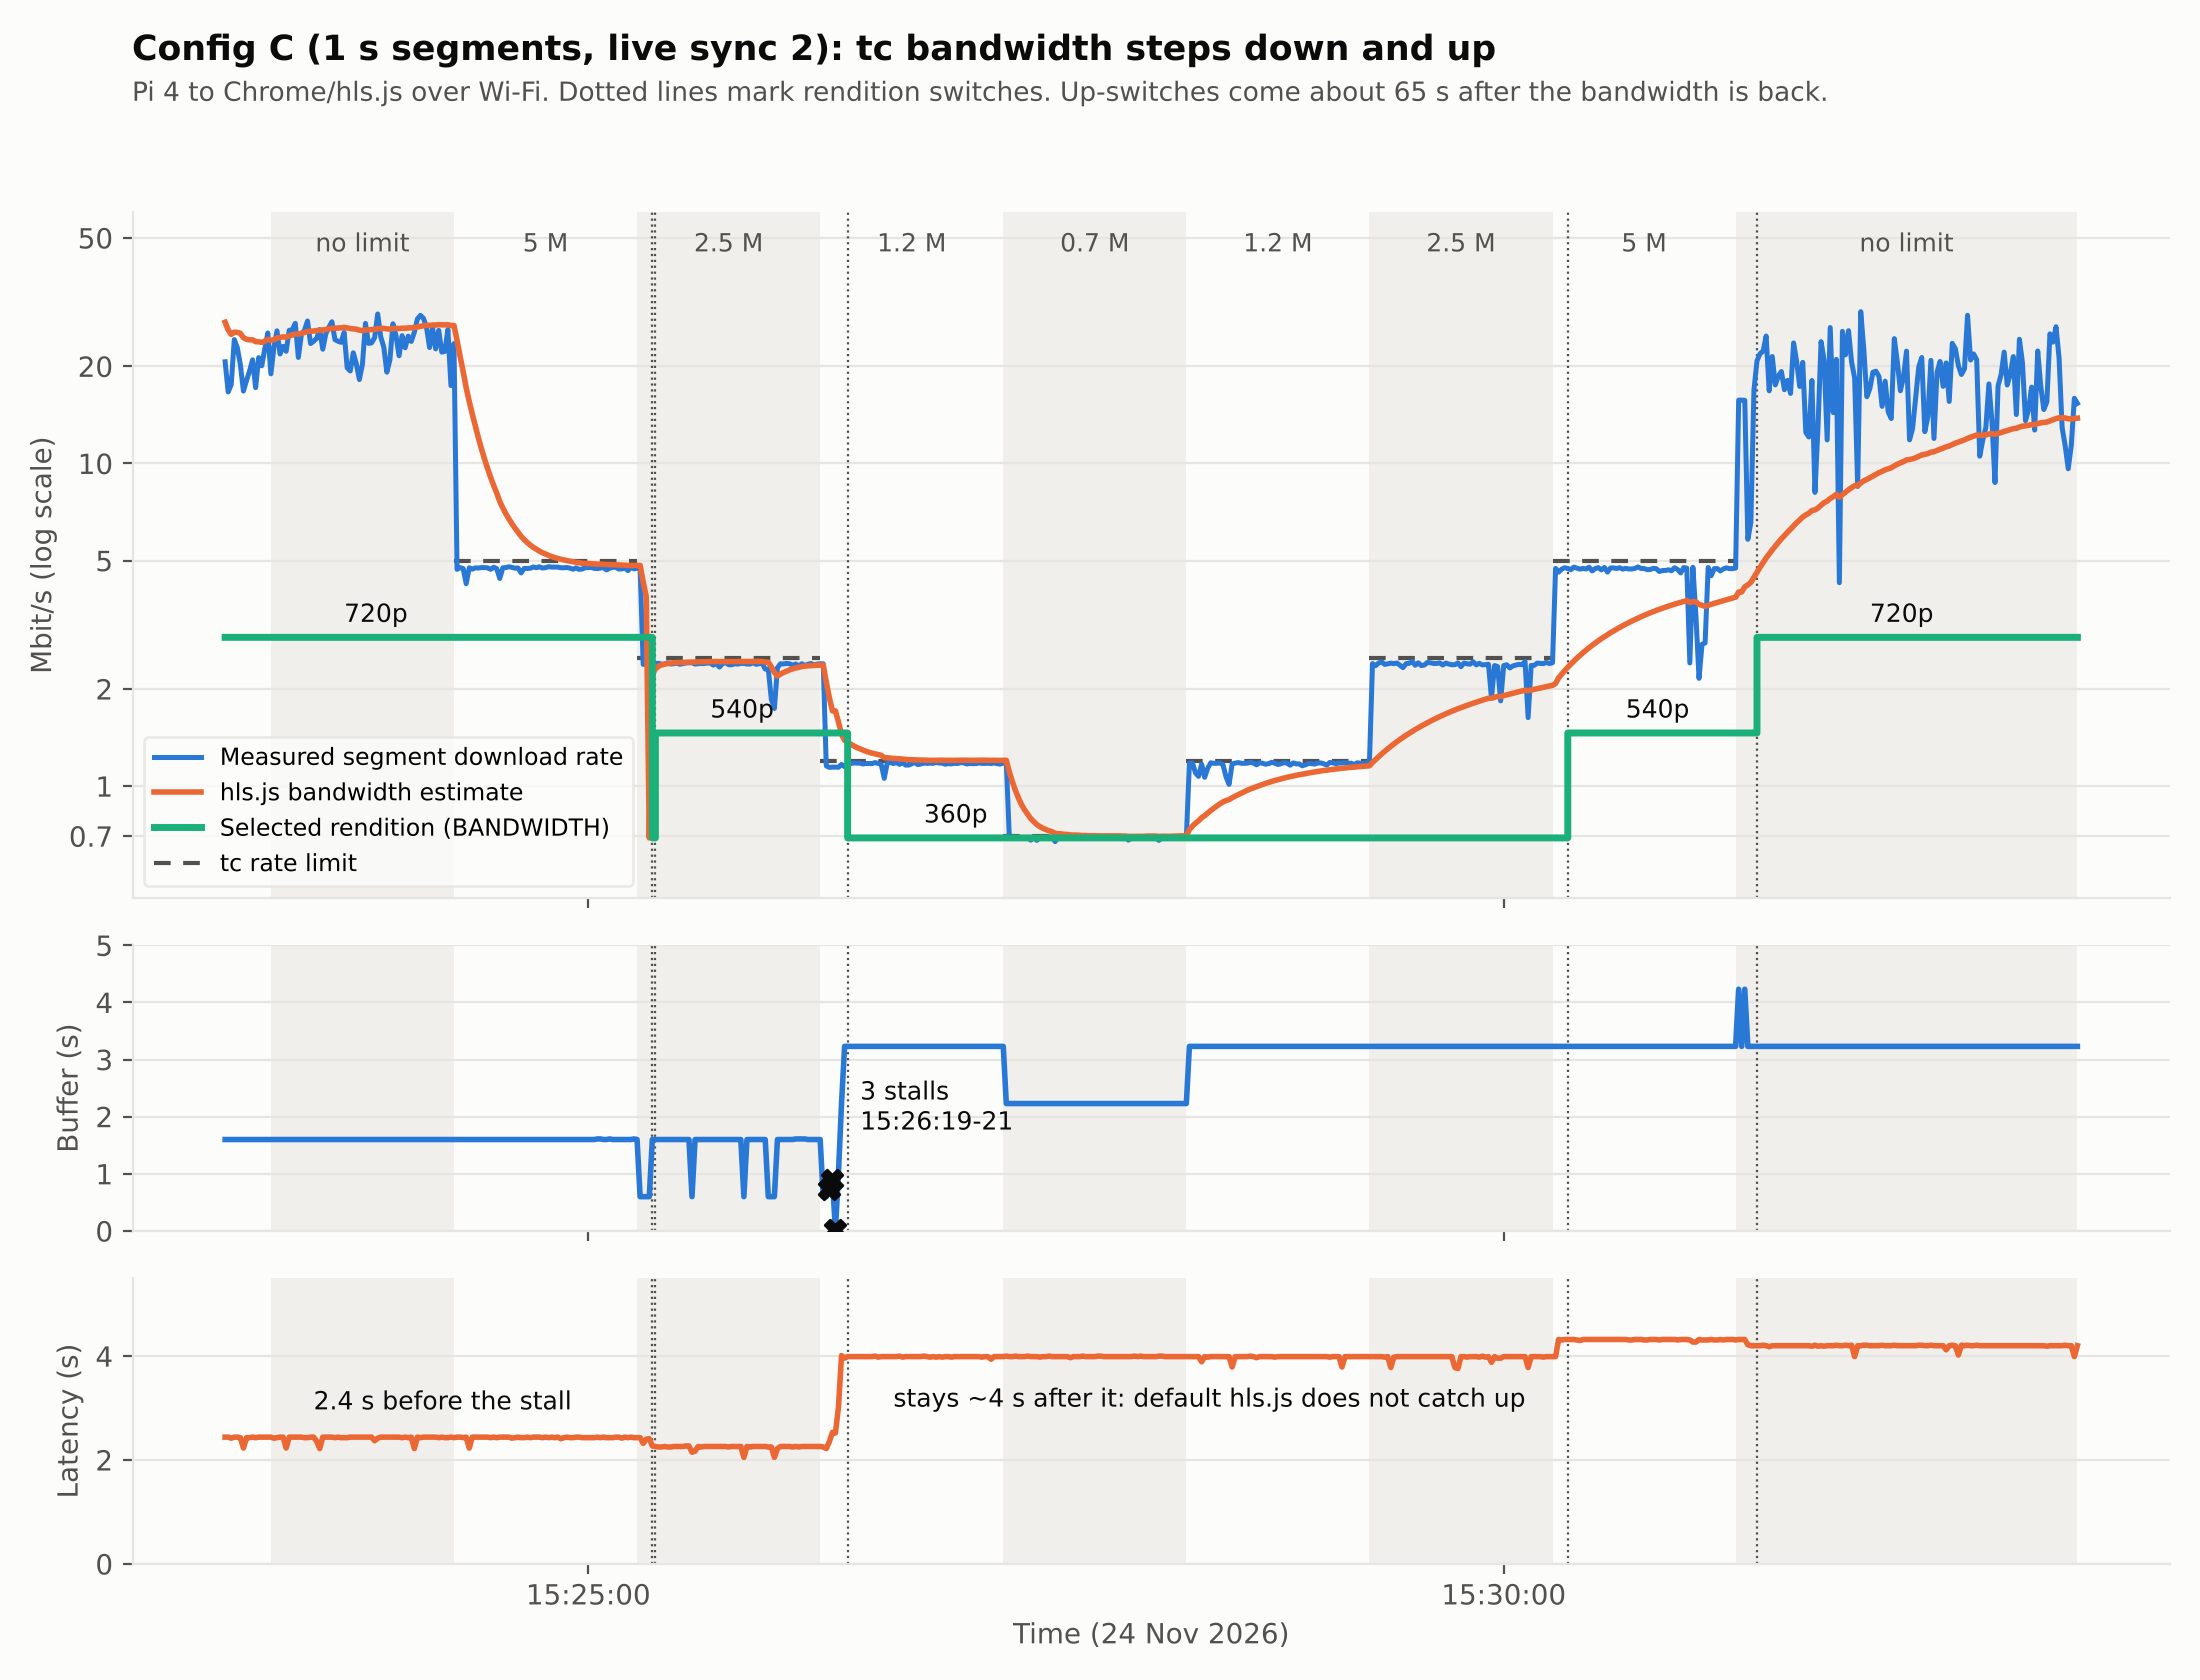 Config C (1 s segments, live sync 2): tc bandwidth steps down and up
Pi 4 to Chrome/hls.js over Wi-Fi. Dotted lines mark rendition switches. Up-switches come about 65 s after the bandwidth is back.
no limit
5 M
2.5 M
1.2 M
0.7 M
1.2 M
2.5 M
5 M
no limit
50
20
10
5
2
1
0.7
Mbit/s (log scale)
720p
540p
360p
540p
720p
Measured segment download rate
hls.js bandwidth estimate
Selected rendition (BANDWIDTH)
tc rate limit
5
4
3
2
1
0
Buffer (s)
3 stalls
15:26:19-21
4
2
0
Latency (s)
2.4 s before the stall
stays ~4 s after it: default hls.js does not catch up
15:25:00
15:30:00
Time (24 Nov 2026)